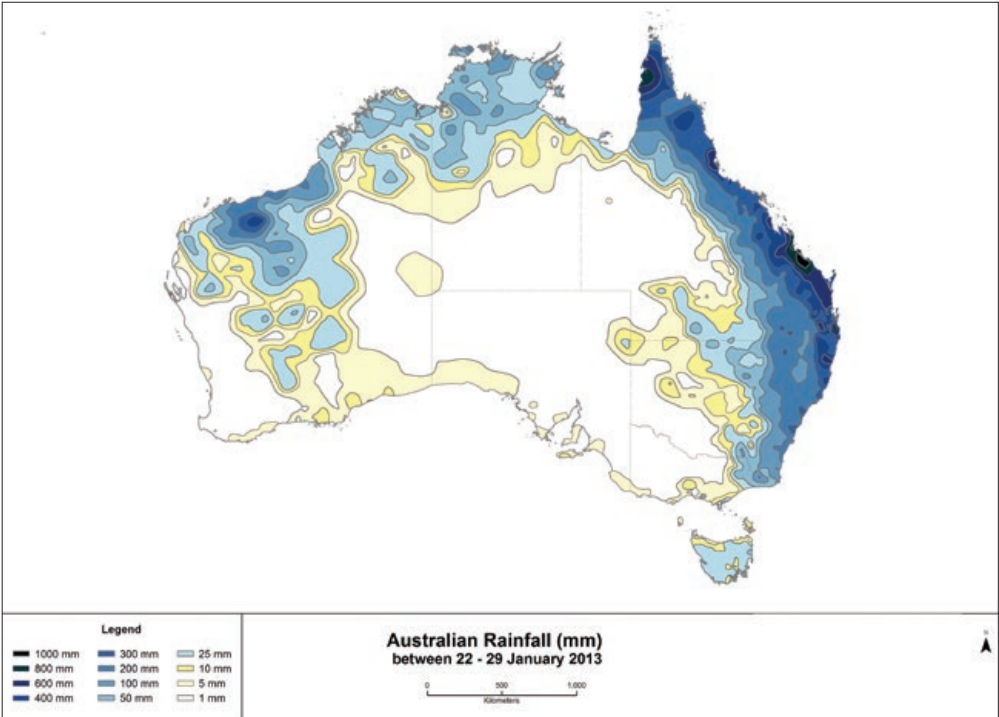 Legend
1000 mm
800 mm
600 mm
400 mm
300 mm
200 mm
100 mm
50 mm
25 mm
10 mm
5 mm
1 mm
Australian Rainfall (mm)
between 22 - 29 January 2013
0 500 1,000
Kilometers